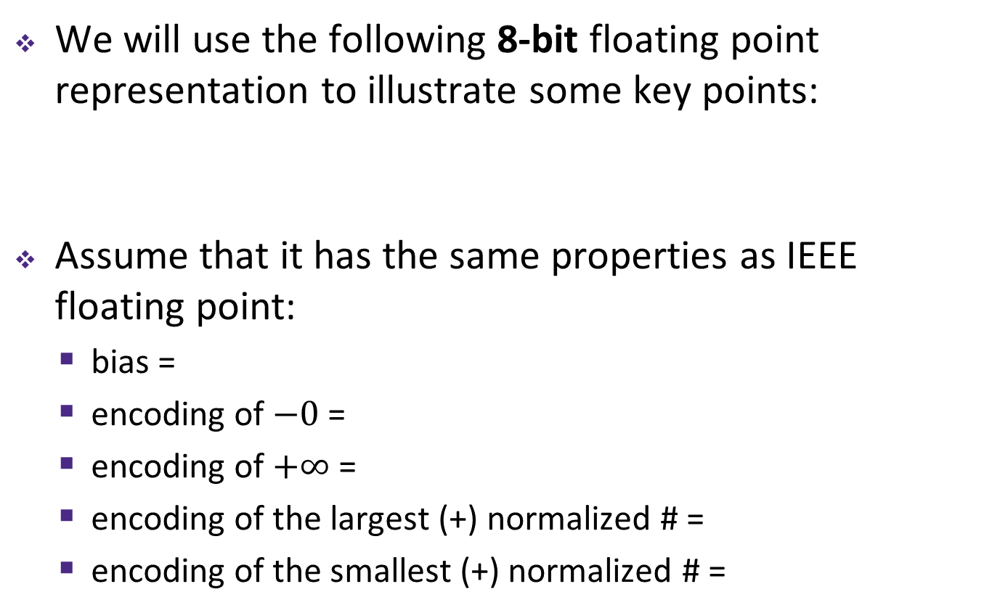 ❖ We will use the following 8-bit floating point
representation to illustrate some key points:
❖ Assume that it has the same properties as IEEE
floating point:
▪ bias =
▪ encoding of −0 =
▪ encoding of +∞ =
▪ encoding of the largest (+) normalized # =
▪ encoding of the smallest (+) normalized # =